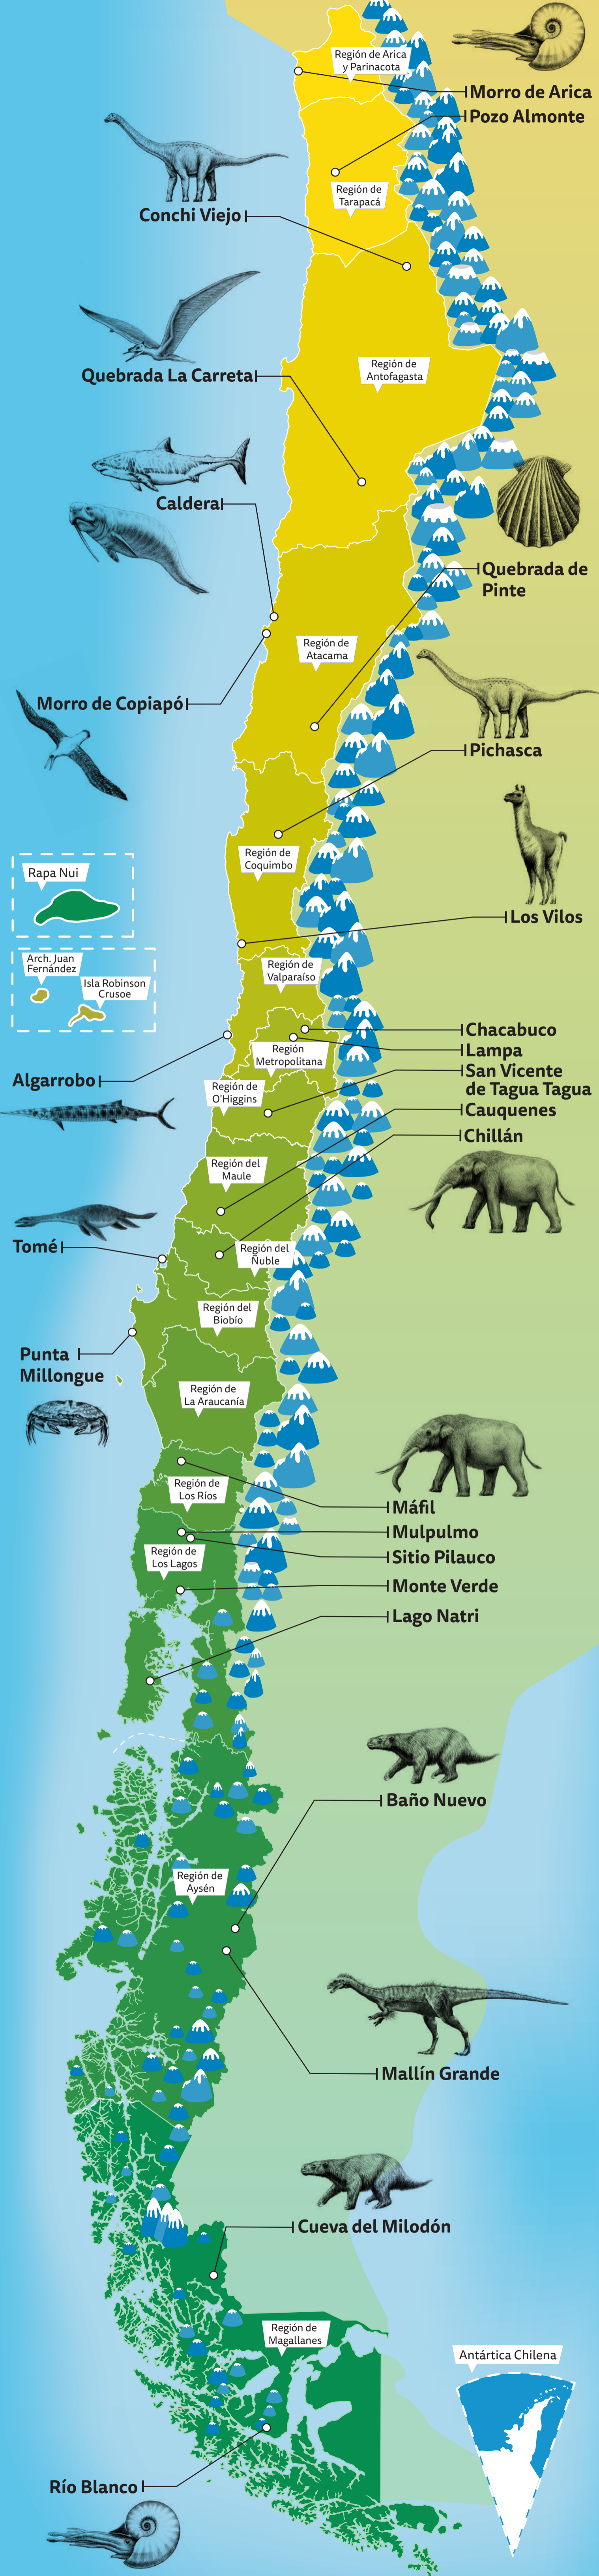 Región de Arica
y Parinacota
Morro de Arica
Pozo Almonte
Región de
Tarapacá
Conchi Viejo
Región de
Antofagasta
Quebrada La Carreta
Caldera
Quebrada de
Pinte
Región de
Atacama
Morro de Copiapó
Pichasca
Región de
Coquimbo
Rapa Nui
Los Vilos
Arch. Juan
Fernández
Isla Robinson
Crusoe
Región de
Valparaíso
Chacabuco
Región
Metropolitana
Lampa
San Vicente
de Tagua Tagua
Algarrobo
Región de
O'Higgins
Cauquenes
Chillán
Región del
Maule
Tomé
Región del
Ñuble
Región del
Biobío
Punta
Millongue
Región de
La Araucanía
Región de
Los Ríos
Máfil
Mulpulmo
Región de
Los Lagos
Sitio Pilauco
Monte Verde
Lago Natri
Baño Nuevo
Región de
Aysén
Mallín Grande
Cueva del Milodón
Región de
Magallanes
Antártica Chilena
Río Blanco